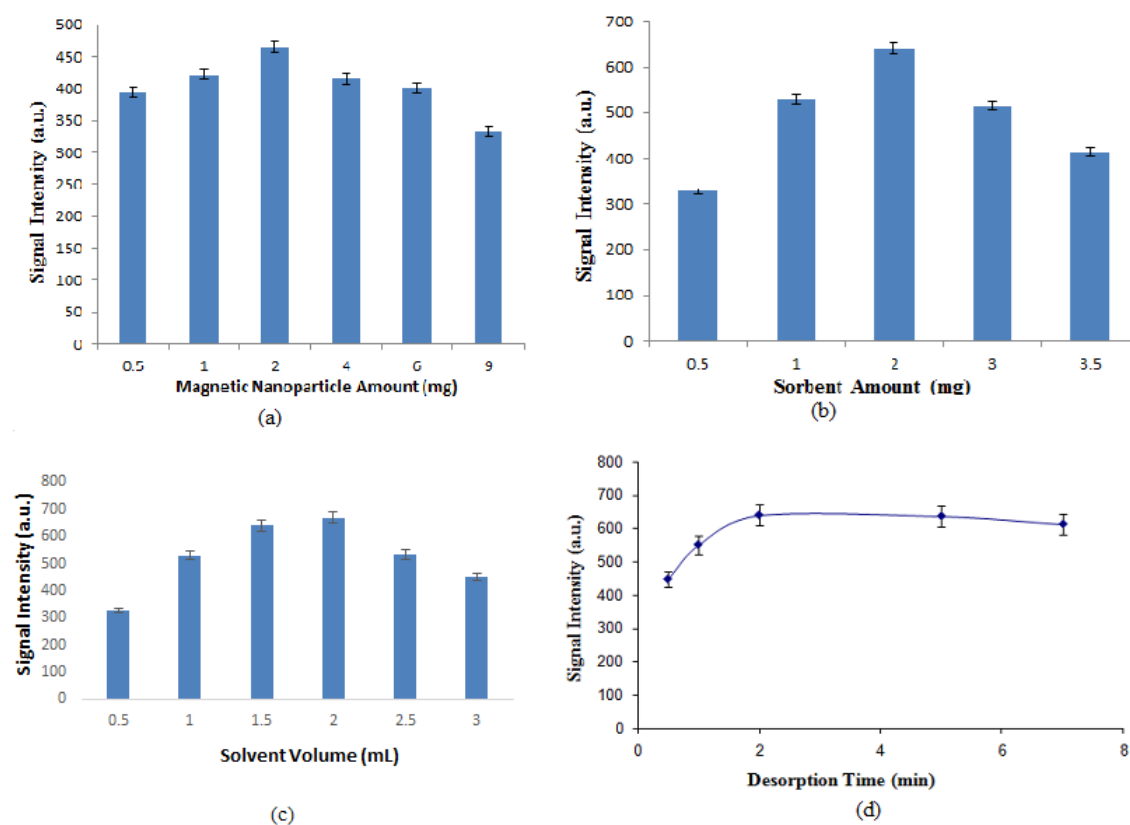 500
450
400
350
300
250
200
150
100
50
0
Signal Intensity (a.u.)
0.5 1 2 4 6 9
Magnetic Nanoparticle Amount (mg)
(a)
700
600
500
400
300
200
100
0
Signal Intensity (a.u.)
0.5 1 2 3 3.5
Sorbent Amount (mg)
(b)
800
700
600
500
400
300
200
100
0
Signal Intensity (a.u.)
0.5 1 1.5 2 2.5 3
Solvent Volume (mL)
(c)
800
700
600
500
400
300
200
100
0
Signal Intensity (a.u.)
0 2 4 6 8
Desorption Time (min)
(d)